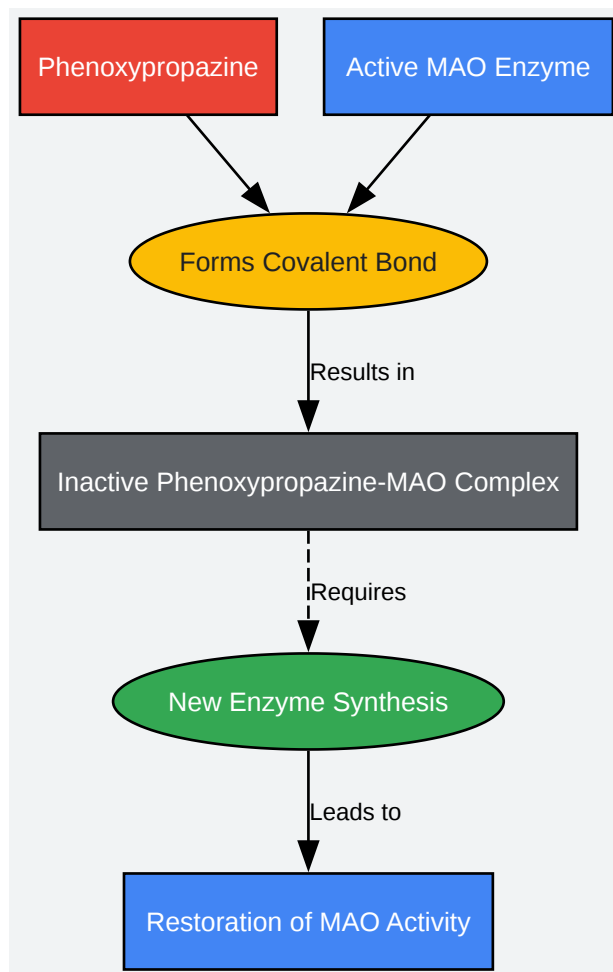 Phenoxypropazine
Active MAO Enzyme
Forms Covalent Bond
Results in
Inactive Phenoxypropazine-MAO Complex
Requires
New Enzyme Synthesis
Leads to
Restoration of MAO Activity